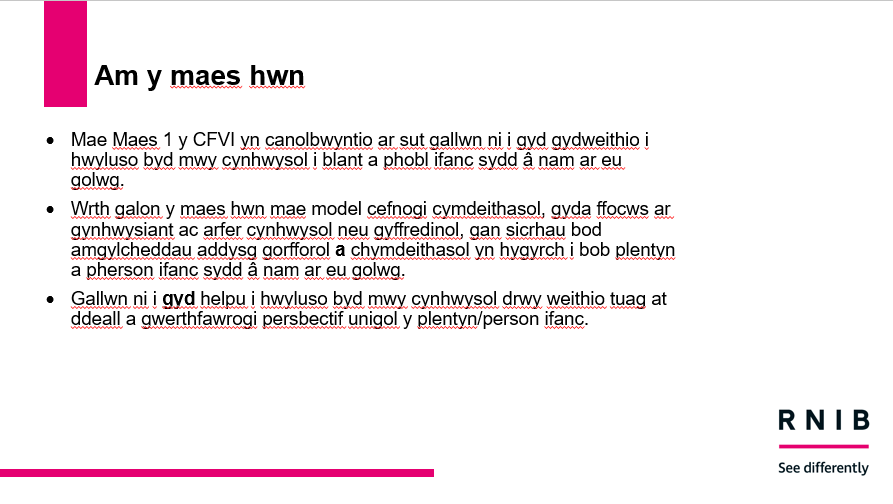 Am y maes hwn
• Mae Maes 1 y CFVI yn canolbwyntio ar sut gallwn ni i gyd gydweithio i
hwyluso byd mwy cynhwysol i blant a phobl ifanc sydd â nam ar eu
golwg.
• Wrth galon y maes hwn mae model cefnogi cymdeithasol, gyda ffocws ar
gynhwysiant ac arfer cynhwysol neu gyffredinol, gan sicrhau bod
amgylcheddau addysg gorfforol a chymdeithasol yn hygyrch i bob plentyn
a pherson ifanc sydd â nam ar eu golwg.
• Gallwn ni i gyd helpu i hwyluso byd mwy cynhwysol drwy weithio tuag at
ddeall a gwerthfawrogi persbectif unigol y plentyn/person ifanc.
RNIB
See differently